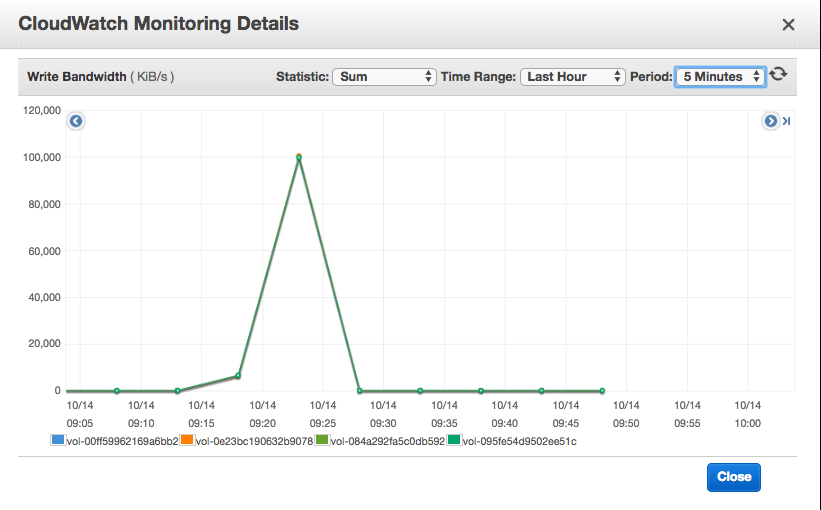 CloudWatch Monitoring Details
Write Bandwidth ( KiB/s ) Statistic: Sum Time Range: Last Hour Period: 5 Minutes
120,000
100,000
80,000
60,000
40,000
20,000
0
10/14 10/14 10/14 10/14 10/14 10/14 10/14 10/14 10/14 10/14 10/14 10/14
09:05 09:10 09:15 09:20 09:25 09:30 09:35 09:40 09:45 09:50 09:55 10:00
vol-00ff59962169a6bb2 vol-0e23bc190632b9078 vol-084a292fa5c0db592 vol-095fe54d9502ee51c
Close